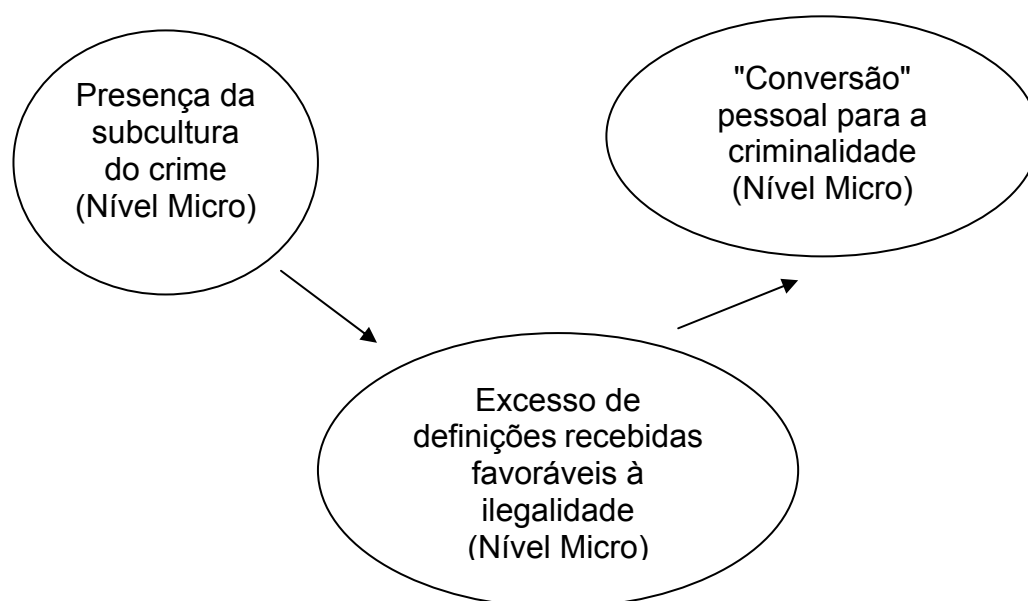 Presença da
subcultura
do crime
(Nível Micro)
"Conversão"
pessoal para a
criminalidade
(Nível Micro)
Excesso de
definições recebidas
favoráveis à
ilegalidade
(Nível Micro)